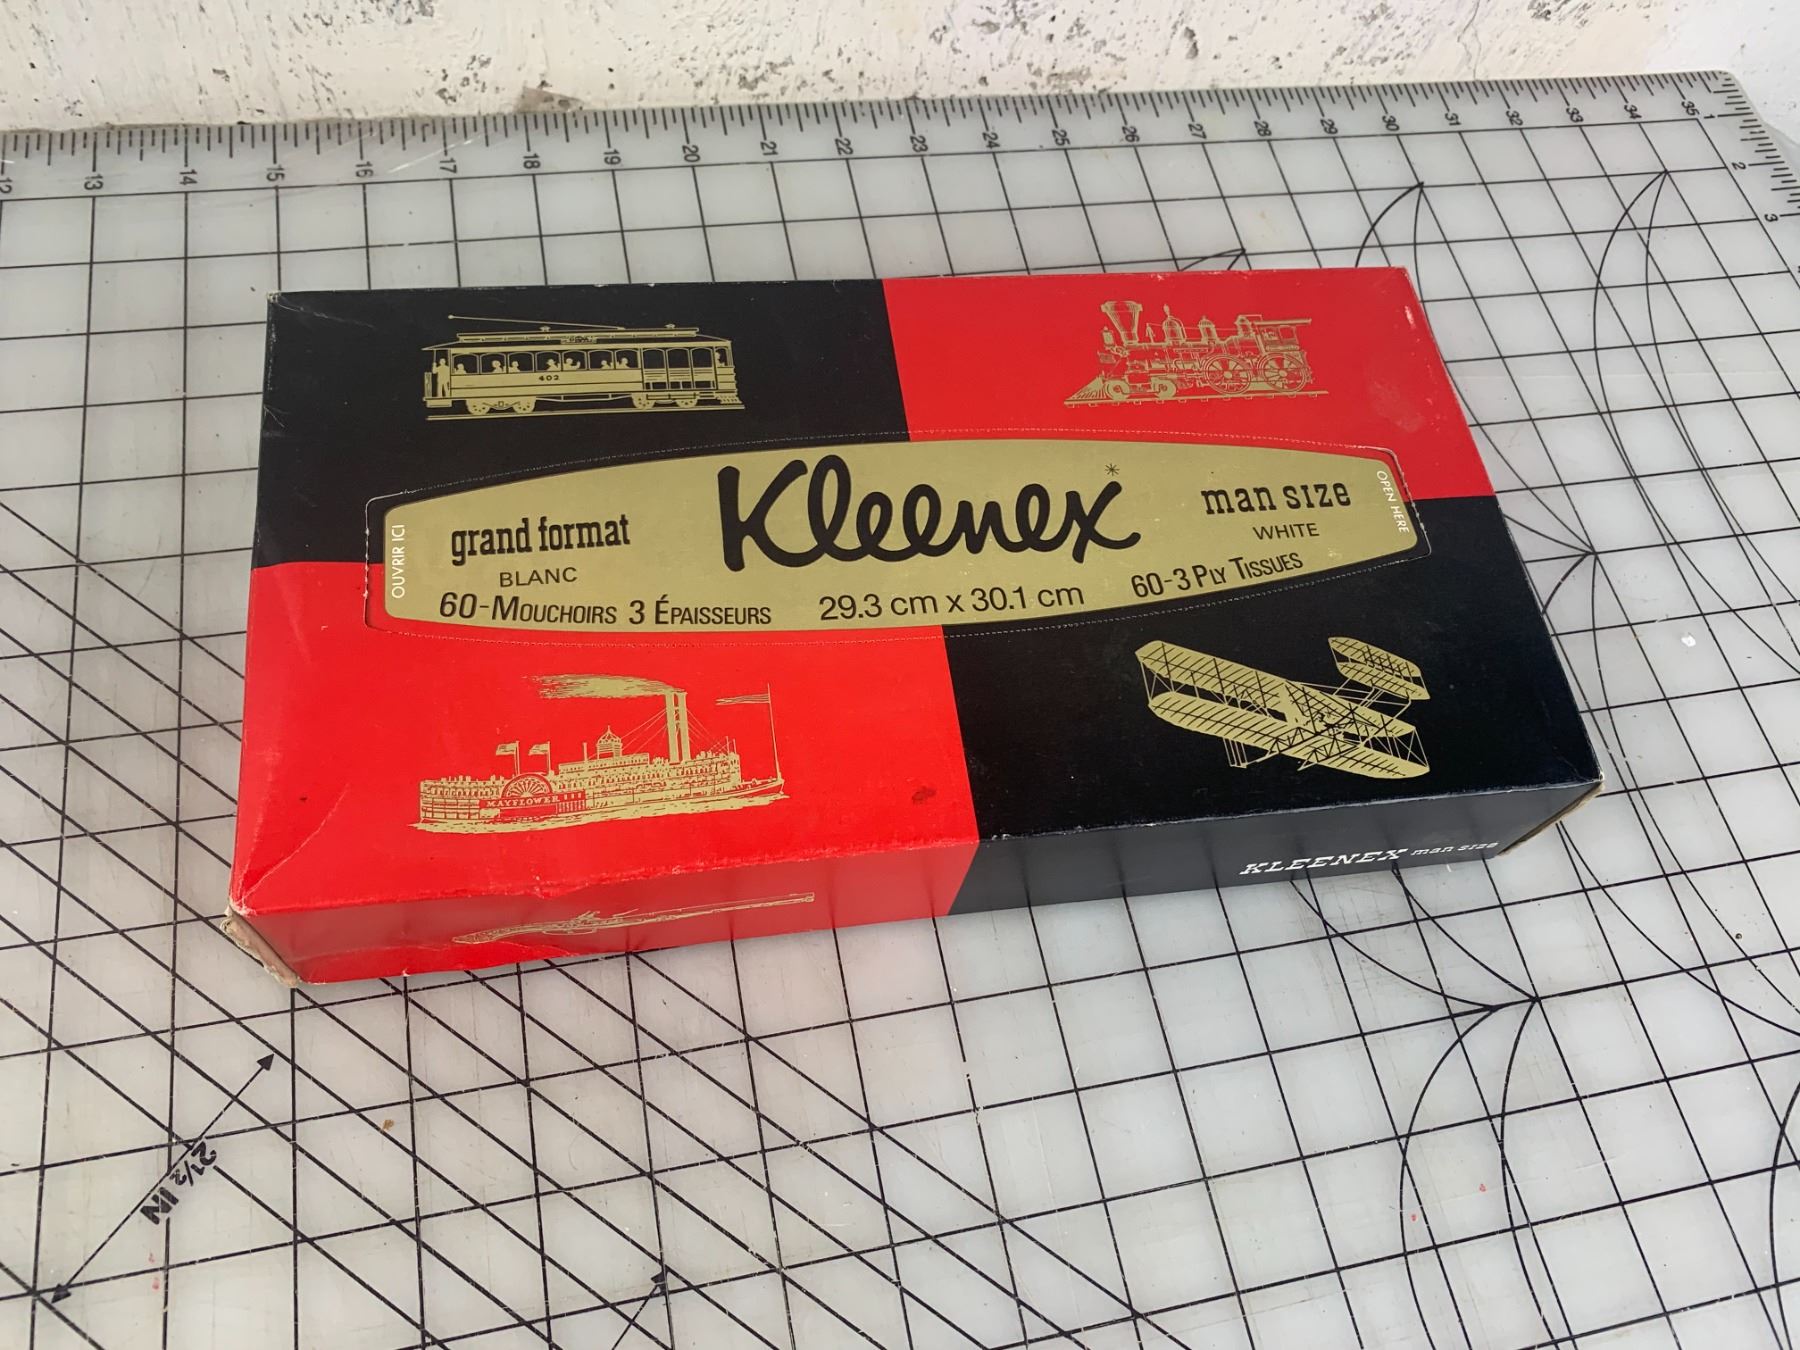 12 13 14 15 16 17 18 19 20 21 22 23 24 25 26 27 28 29 30 31 32 33 34 35
1
2
3
402
OUVRIR ICI
grand format
BLANC
60-MOUCHOIRS 3 ÉPAISSEURS
Kleenex*
29.3 cm x 30.1 cm
man size
WHITE
60-3 PLY TISSUES
OPEN HERE
MAYFLOWER
KLEENEX man size
2½ IN